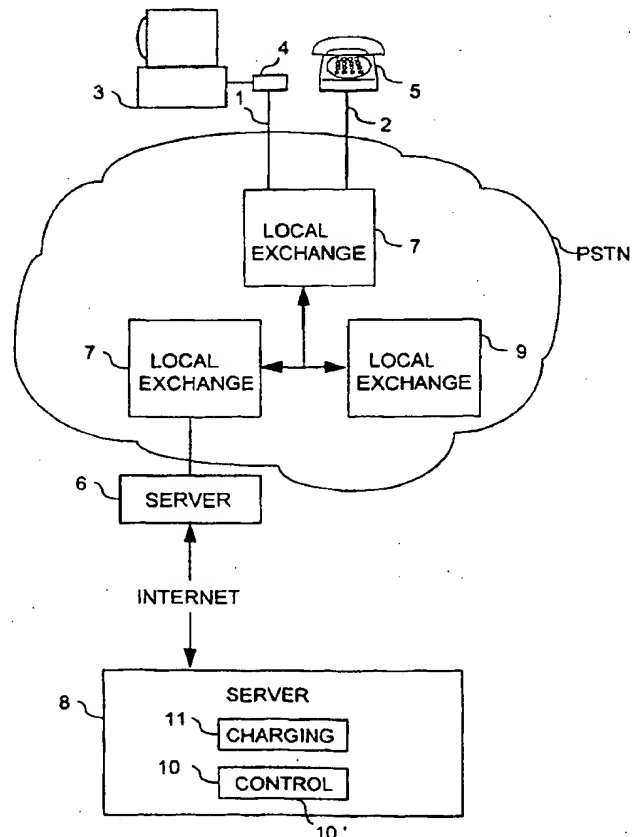 4
3
5
1
2
LOCAL
EXCHANGE
7
PSTN
7
LOCAL
EXCHANGE
LOCAL
EXCHANGE
9
6
SERVER
INTERNET
8
SERVER
11
CHARGING
10
CONTROL
10'